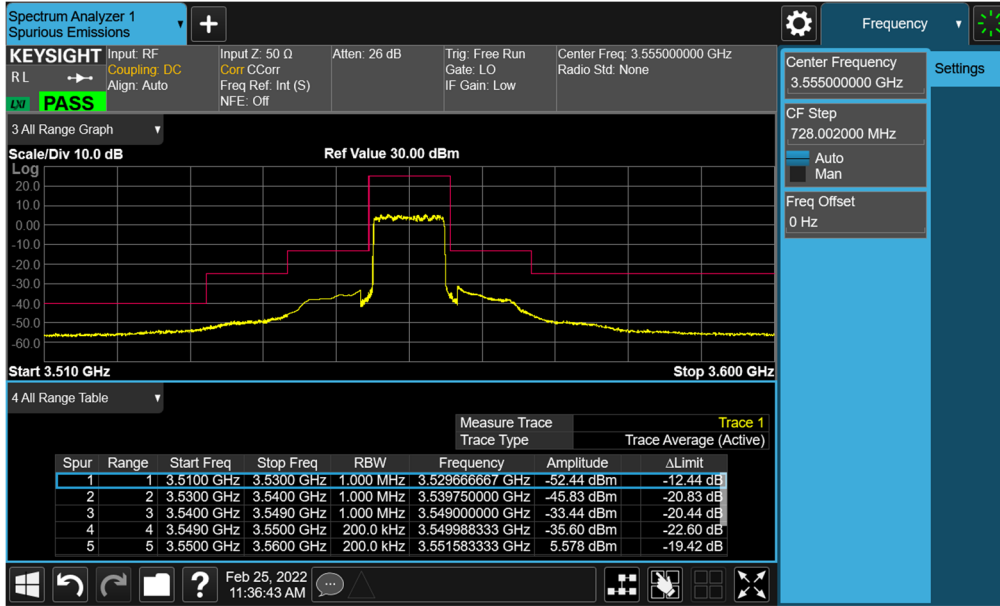 Spectrum Analyzer 1
Spurious Emissions
+
Frequency
KEYSIGHT Input: RF Input Z: 50 Ω Atten: 26 dB Trig: Free Run Center Freq: 3.555000000 GHz
RL Coupling: DC Corr CCorr Gate: LO Radio Std: None
Align: Auto Freq Ref: Int (S) IF Gain: Low
LXI PASS NFE: Off
Center Frequency
3.555000000 GHz
Settings
CF Step
728.002000 MHz
Auto
Man
Freq Offset
0 Hz
3 All Range Graph
Scale/Div 10.0 dB Ref Value 30.00 dBm
Log
20.0
10.0
0.00
-10.0
-20.0
-30.0
-40.0
-50.0
-60.0
Start 3.510 GHz Stop 3.600 GHz
4 All Range Table
Measure Trace Trace 1
Trace Type Trace Average (Active)
Spur Range Start Freq Stop Freq RBW Frequency Amplitude ΔLimit
1 1 3.5100 GHz 3.5300 GHz 1.000 MHz 3.529666667 GHz -52.44 dBm -12.44 dB
2 2 3.5300 GHz 3.5400 GHz 1.000 MHz 3.539750000 GHz -45.83 dBm -20.83 dB
3 3 3.5400 GHz 3.5490 GHz 1.000 MHz 3.549000000 GHz -33.44 dBm -20.44 dB
4 4 3.5490 GHz 3.5500 GHz 200.0 kHz 3.549988333 GHz -35.60 dBm -22.60 dB
5 5 3.5500 GHz 3.5600 GHz 200.0 kHz 3.551583333 GHz 5.578 dBm -19.42 dB
? Feb 25, 2022
11:36:43 AM